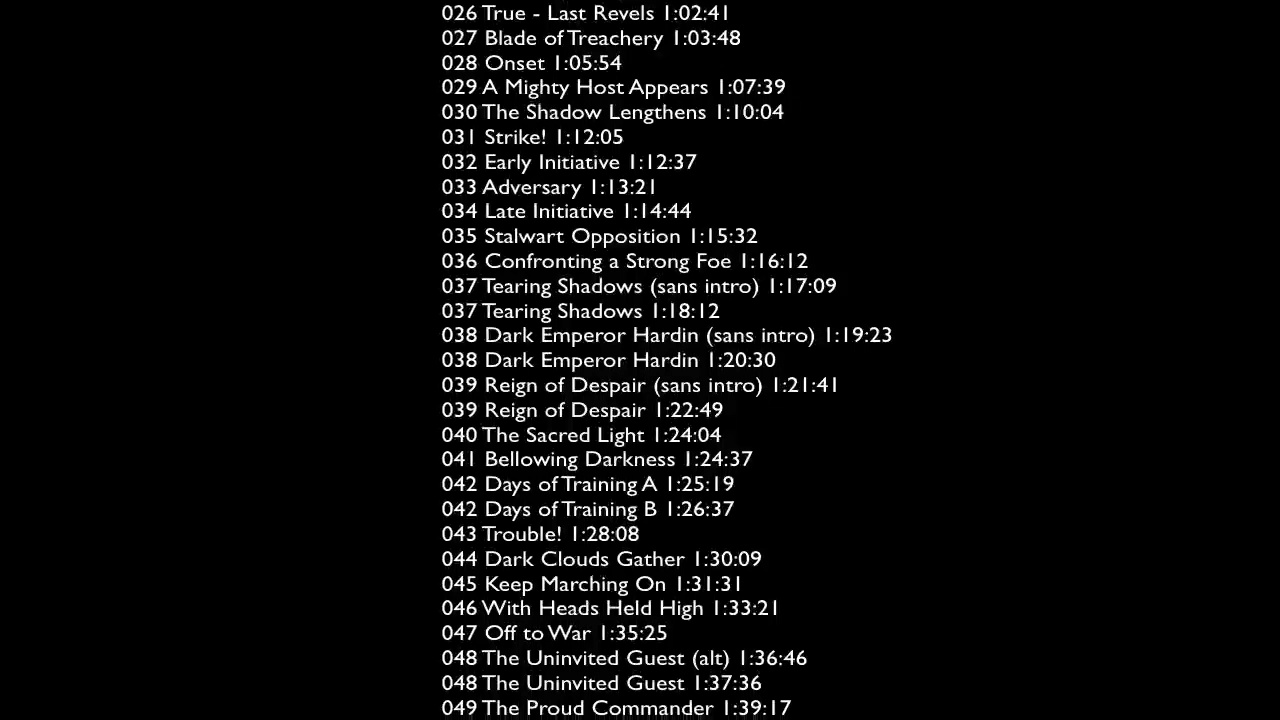 026 True - Last Revels 1:02:41
027 Blade of Treachery 1:03:48
028 Onset 1:05:54
029 A Mighty Host Appears 1:07:39
030 The Shadow Lengthens 1:10:04
031 Strike! 1:12:05
032 Early Initiative 1:12:37
033 Adversary 1:13:21
034 Late Initiative 1:14:44
035 Stalwart Opposition 1:15:32
036 Confronting a Strong Foe 1:16:12
037 Tearing Shadows (sans intro) 1:17:09
037 Tearing Shadows 1:18:12
038 Dark Emperor Hardin (sans intro) 1:19:23
038 Dark Emperor Hardin 1:20:30
039 Reign of Despair (sans intro) 1:21:41
039 Reign of Despair 1:22:49
040 The Sacred Light 1:24:04
041 Bellowing Darkness 1:24:37
042 Days of Training A 1:25:19
042 Days of Training B 1:26:37
043 Trouble! 1:28:08
044 Dark Clouds Gather 1:30:09
045 Keep Marching On 1:31:31
046 With Heads Held High 1:33:21
047 Off to War 1:35:25
048 The Uninvited Guest (alt) 1:36:46
048 The Uninvited Guest 1:37:36
049 The Proud Commander 1:39:17